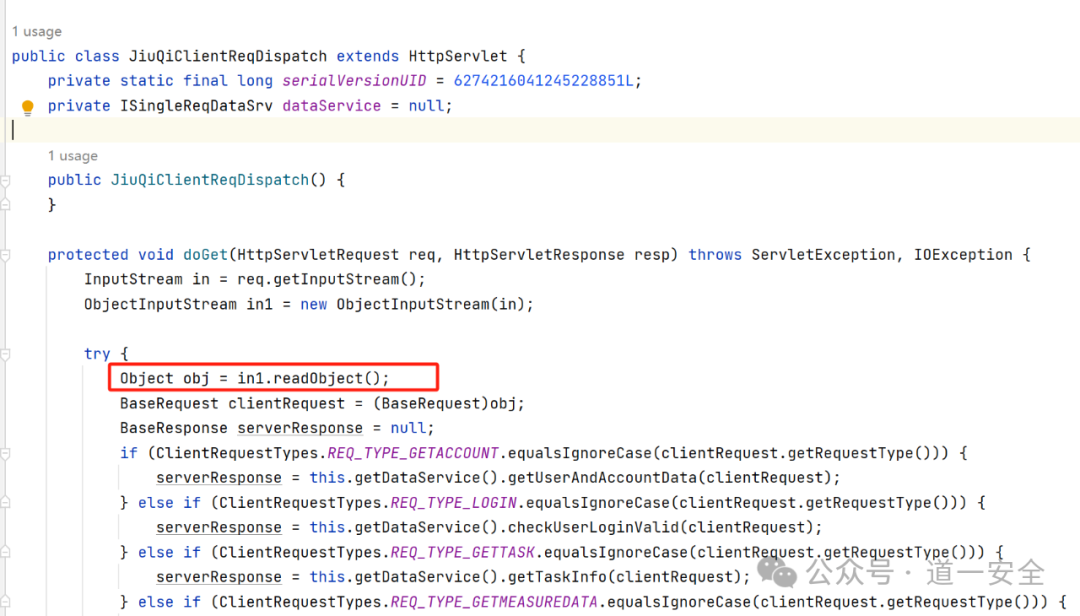 1 usage
public class JiuQiClientReqDispatch extends HttpServlet {
    private static final long serialVersionUID = 6274216041245228851L;
    private ISingleReqDataSrv dataService = null;
    1 usage
    public JiuQiClientReqDispatch() {
    }
    protected void doGet(HttpServletRequest req, HttpServletResponse resp) throws ServletException, IOException {
        InputStream in = req.getInputStream();
        ObjectInputStream in1 = new ObjectInputStream(in);
        try {
            Object obj = in1.readObject();
            BaseRequest clientRequest = (BaseRequest)obj;
            BaseResponse serverResponse = null;
            if (ClientRequestTypes.REQ_TYPE_GETACCOUNT.equalsIgnoreCase(clientRequest.getRequestType())) {
                serverResponse = this.getDataService().getUserAndAccountData(clientRequest);
            } else if (ClientRequestTypes.REQ_TYPE_LOGIN.equalsIgnoreCase(clientRequest.getRequestType())) {
                serverResponse = this.getDataService().checkUserLoginValid(clientRequest);
            } else if (ClientRequestTypes.REQ_TYPE_GETTASK.equalsIgnoreCase(clientRequest.getRequestType())) {
                serverResponse = this.getDataService().getTaskInfo(clientRequest);
            } else if (ClientRequestTypes.REQ_TYPE_GETMEASUREDATA.equalsIgnoreCase(clientRequest.getRequestType())) {
公众号 · 道一安全